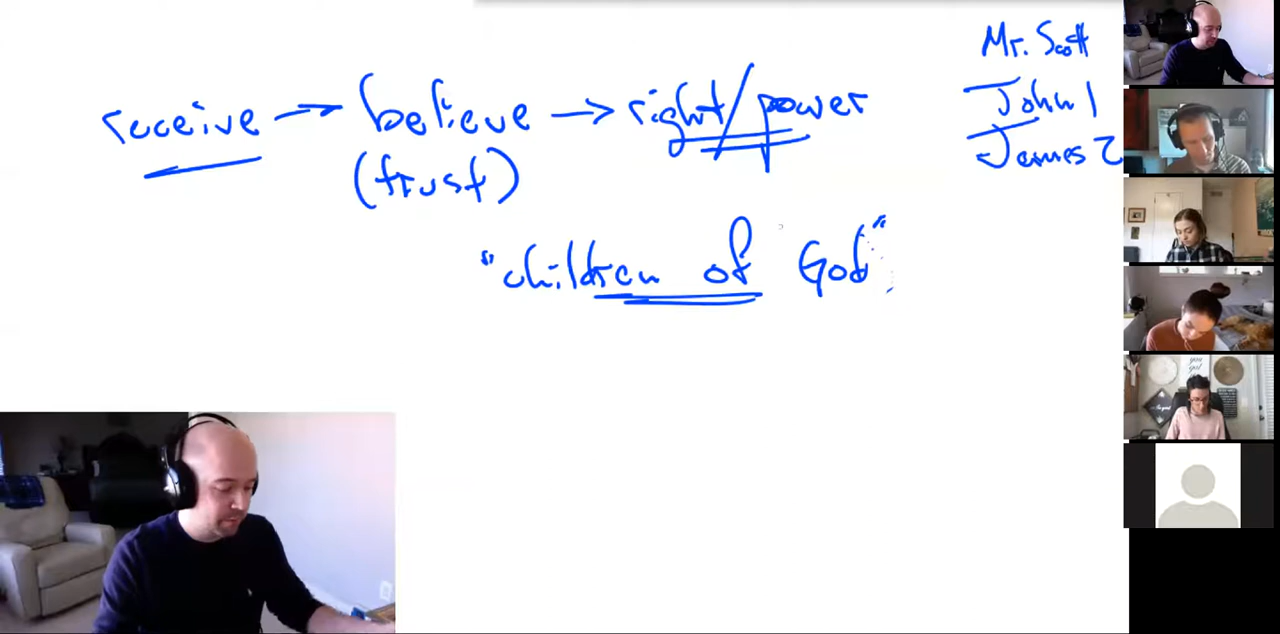 receive → believe → right/power
(trust)
"children of God"
Mr. Scott
John 1
James 2